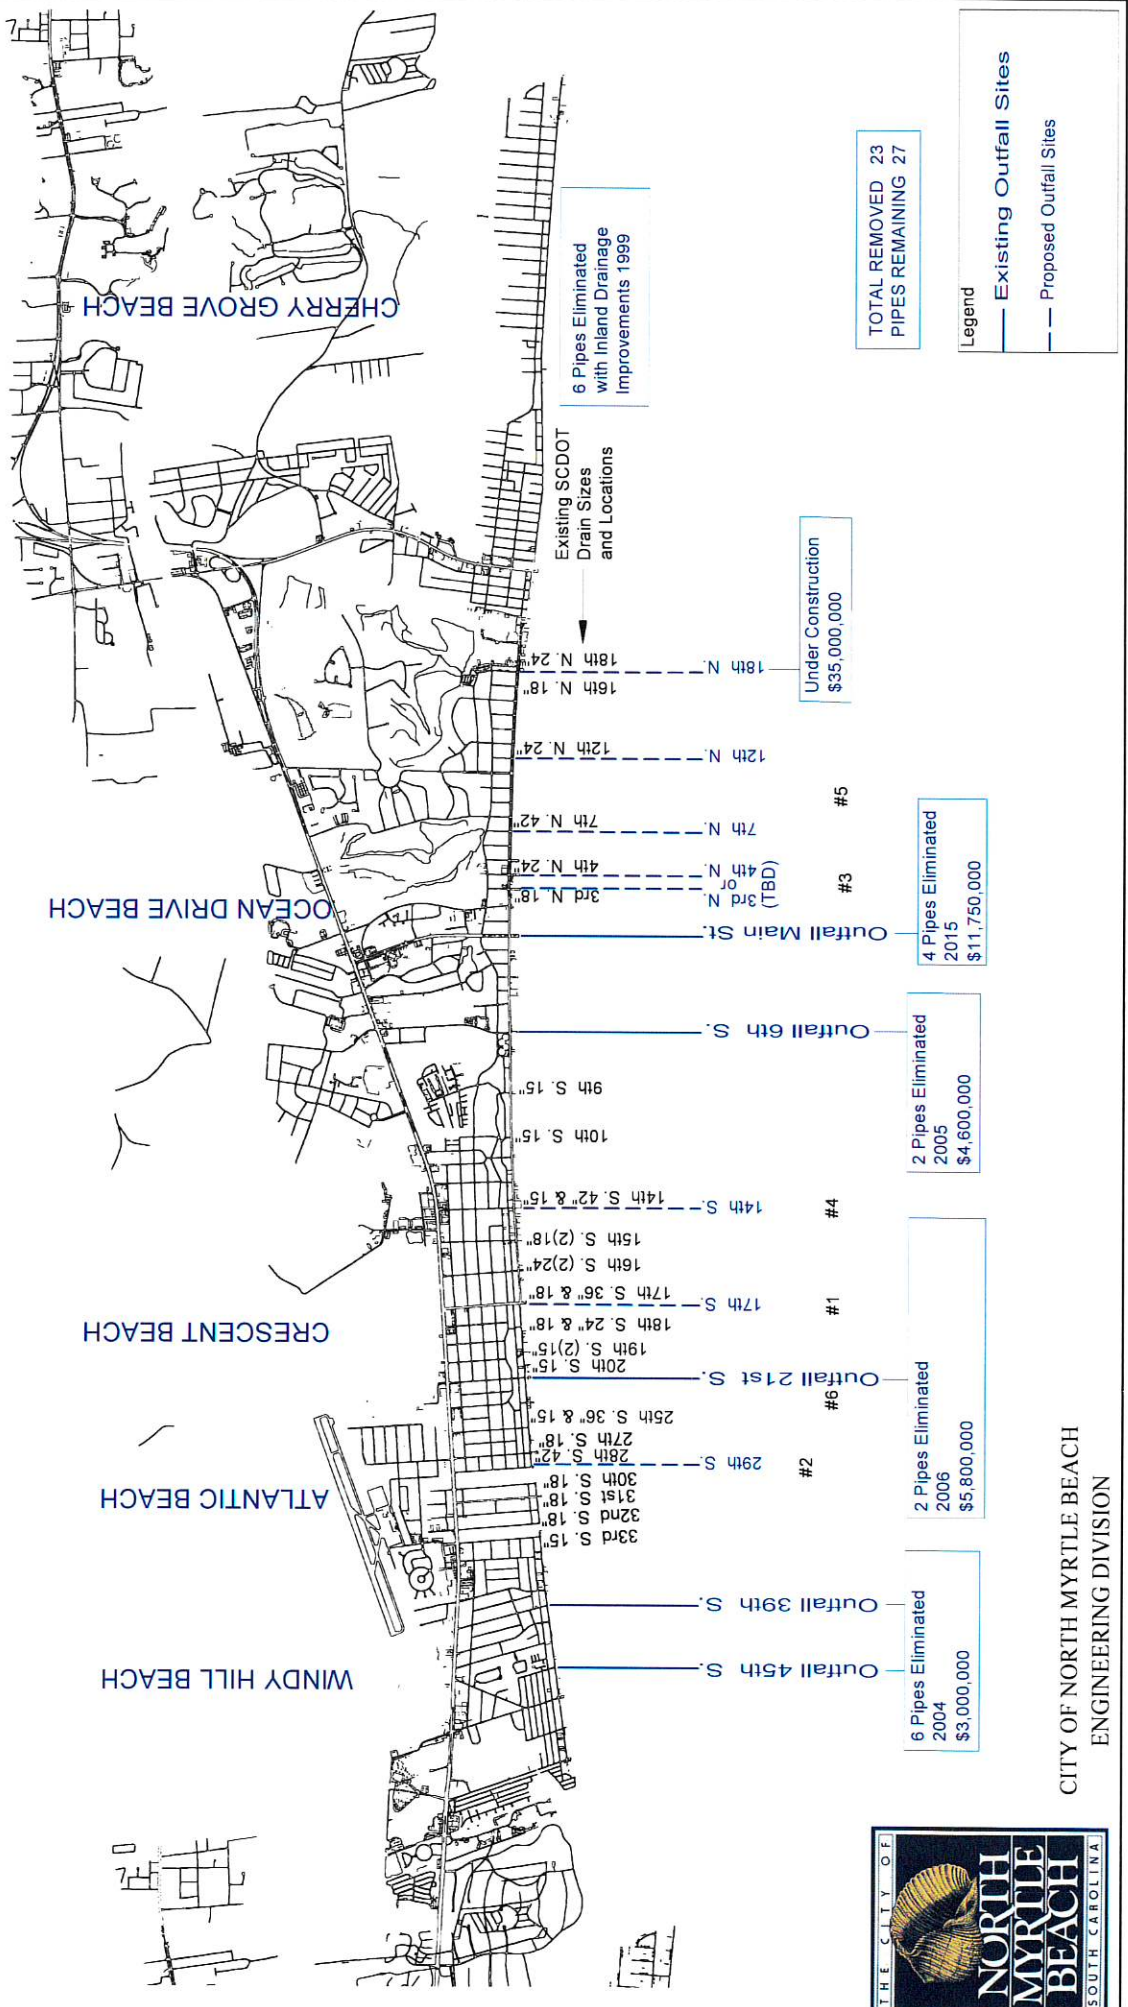 CHERRY GROVE BEACH
OCEAN DRIVE BEACH
CRESCENT BEACH
ATLANTIC BEACH
WINDY HILL BEACH
6 Pipes Eliminated
with Inland Drainage
Improvements 1999
Existing SCDOT
Drain Sizes
and Locations
18th N. 24"
16th N. 18"
12th N. 24"
7th N. 42"
4th N. 24"
3rd N. 18"
9th S. 15"
10th S. 15"
14th S. 42" & 15"
15th S. (2)18"
16th S. (2)24"
17th S. 36" & 18"
18th S. 24" & 18"
19th S. (2)15"
20th S. 15"
25th S. 36" & 15"
27th S. 18"
28th S. 42"
30th S. 18"
31st S. 18"
32nd S. 18"
33rd S. 15"
18th N.
12th N.
7th N.
4th N.
or
3rd N.
(TBD)
Outfall Main St.
Outfall 6th S.
14th S.
17th S.
Outfall 21st S.
29th S.
Outfall 39th S.
Outfall 45th S.
#5
#3
#4
#1
#6
#2
Under Construction
$35,000,000
4 Pipes Eliminated
2015
$11,750,000
2 Pipes Eliminated
2005
$4,600,000
2 Pipes Eliminated
2006
$5,800,000
6 Pipes Eliminated
2004
$3,000,000
TOTAL REMOVED 23
PIPES REMAINING 27
Legend
Existing Outfall Sites
Proposed Outfall Sites
CITY OF NORTH MYRTLE BEACH
ENGINEERING DIVISION
THE CITY OF
NORTH
MYRTLE
BEACH
SOUTH CAROLINA